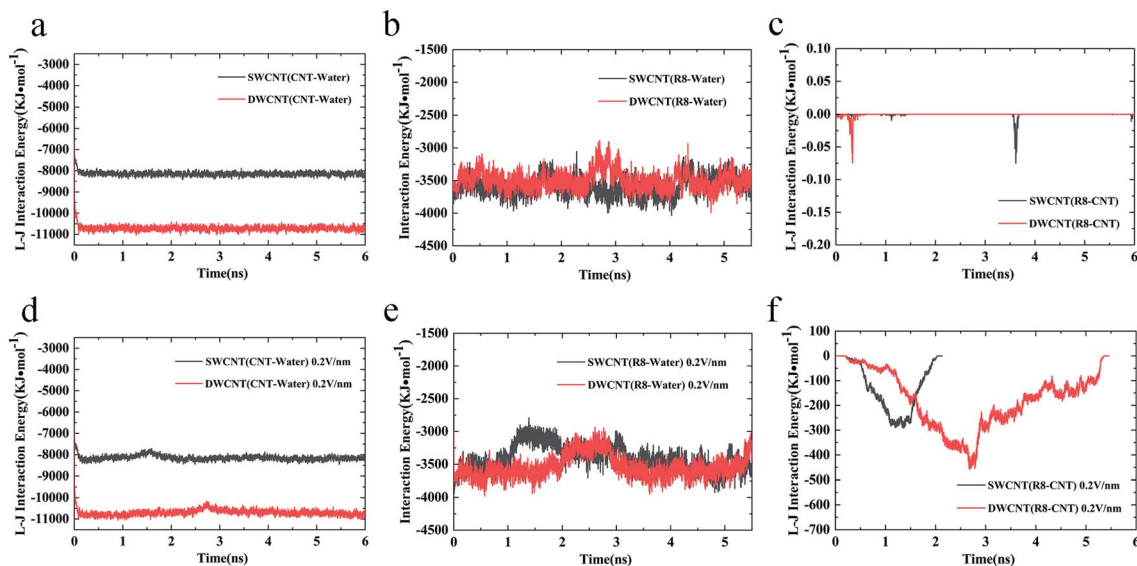 a
L-J Interaction Energy(KJ•mol⁻¹)
-3000
-4000
-5000
-6000
-7000
-8000
-9000
-10000
-11000
SWCNT(CNT-Water)
DWCNT(CNT-Water)
0 1 2 3 4 5 6
Time(ns)
b
Interaction Energy(KJ•mol⁻¹)
-1500
-2000
-2500
-3000
-3500
-4000
-4500
SWCNT(R8-Water)
DWCNT(R8-Water)
0 1 2 3 4 5
Time(ns)
c
L-J Interaction Energy(KJ•mol⁻¹)
0.10
0.05
0.00
-0.05
-0.10
-0.15
0.20
SWCNT(R8-CNT)
DWCNT(R8-CNT)
0 1 2 3 4 5 6
Time(ns)
d
L-J Interaction Energy(KJ•mol⁻¹)
-3000
-4000
-5000
-6000
-7000
-8000
-9000
-10000
-11000
SWCNT(CNT-Water) 0.2V/nm
DWCNT(CNT-Water) 0.2V/nm
0 1 2 3 4 5 6
Time(ns)
e
Interaction Energy(KJ•mol⁻¹)
-1500
-2000
-2500
-3000
-3500
-4000
-4500
SWCNT(R8-Water) 0.2V/nm
DWCNT(R8-Water) 0.2V/nm
0 1 2 3 4 5
Time(ns)
f
L-J Interaction Energy(KJ•mol⁻¹)
100
0
-100
-200
-300
-400
-500
-600
-700
SWCNT(R8-CNT) 0.2V/nm
DWCNT(R8-CNT) 0.2V/nm
0 1 2 3 4 5 6
Time(ns)